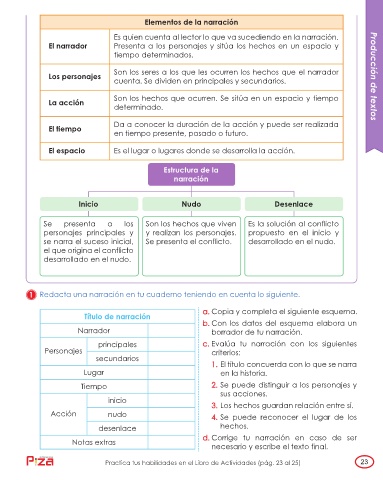 Elementos de la narración
El narrador
Es quien cuenta al lector lo que va sucediendo en la narración.
Presenta a los personajes y sitúa los hechos en un espacio y
tiempo determinados.
Los personajes
Son los seres a los que les ocurren los hechos que el narrador
cuenta. Se dividen en principales y secundarios.
La acción
Son los hechos que ocurren. Se sitúa en un espacio y tiempo
determinado.
El tiempo
Da a conocer la duración de la acción y puede ser realizada
en tiempo presente, pasado o futuro.
El espacio
Es el lugar o lugares donde se desarrolla la acción.
Producción de textos
Estructura de la
narración
Inicio
Se presenta a los
personajes principales y
se narra el suceso inicial,
el que origina el conflicto
desarrollado en el nudo.
Nudo
Son los hechos que viven
y realizan los personajes.
Se presenta el conflicto.
Desenlace
Es la solución al conflicto
propuesto en el inicio y
desarrollado en el nudo.
1 Redacta una narración en tu cuaderno teniendo en cuenta lo siguiente.
Título de narración
Narrador
Personajes
principales
secundarios
Lugar
Tiempo
Acción
inicio
nudo
desenlace
Notas extras
a. Copia y completa el siguiente esquema.
b. Con los datos del esquema elabora un
borrador de tu narración.
c. Evalúa tu narración con los siguientes
criterios:
1. El título concuerda con lo que se narra
en la historia.
2. Se puede distinguir a los personajes y
sus acciones.
3. Los hechos guardan relación entre sí.
4. Se puede reconocer el lugar de los
hechos.
d. Corrige tu narración en caso de ser
necesario y escribe el texto final.
Practica tus habilidades en el Libro de Actividades (pág. 23 al 25)
23